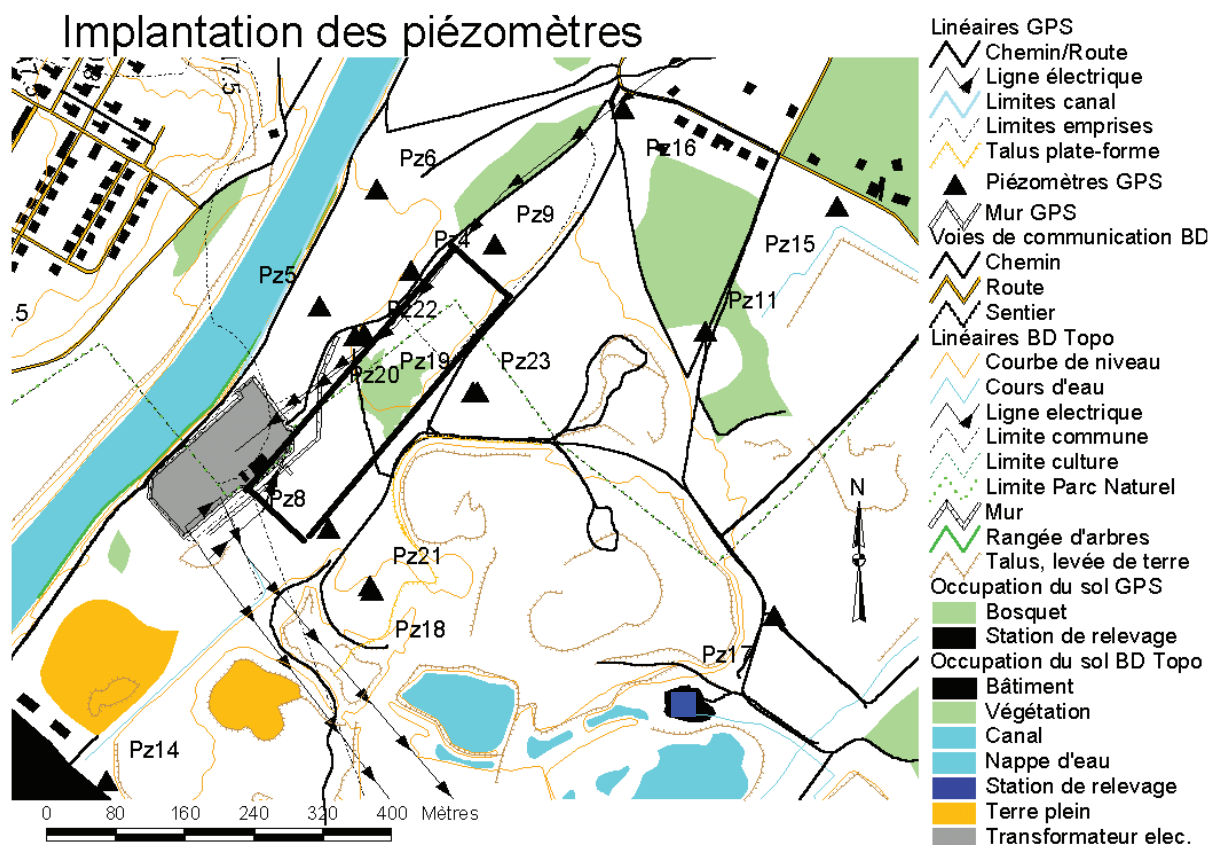 Implantation des piézomètres
17.5
17.5
.5
Pz6
Pz16
Pz9
Pz4
Pz15
Pz5
Pz22
Pz11
Pz20
Pz19
Pz23
Pz8
N
Pz21
Pz18
Pz17
Pz14
0 80 160 240 320 400 Mètres
Linéaires GPS
Chemin/Route
Ligne électrique
Limites canal
Limites emprises
Talus plate-forme
Piézomètres GPS
Mur GPS
Voies de communication BD
Chemin
Route
Sentier
Linéaires BD Topo
Courbe de niveau
Cours d'eau
Ligne electrique
Limite commune
Limite culture
Limite Parc Naturel
Mur
Rangée d'arbres
Talus, levée de terre
Occupation du sol GPS
Bosquet
Station de relevage
Occupation du sol BD Topo
Bâtiment
Végétation
Canal
Nappe d'eau
Station de relevage
Terre plein
Transformateur elec.